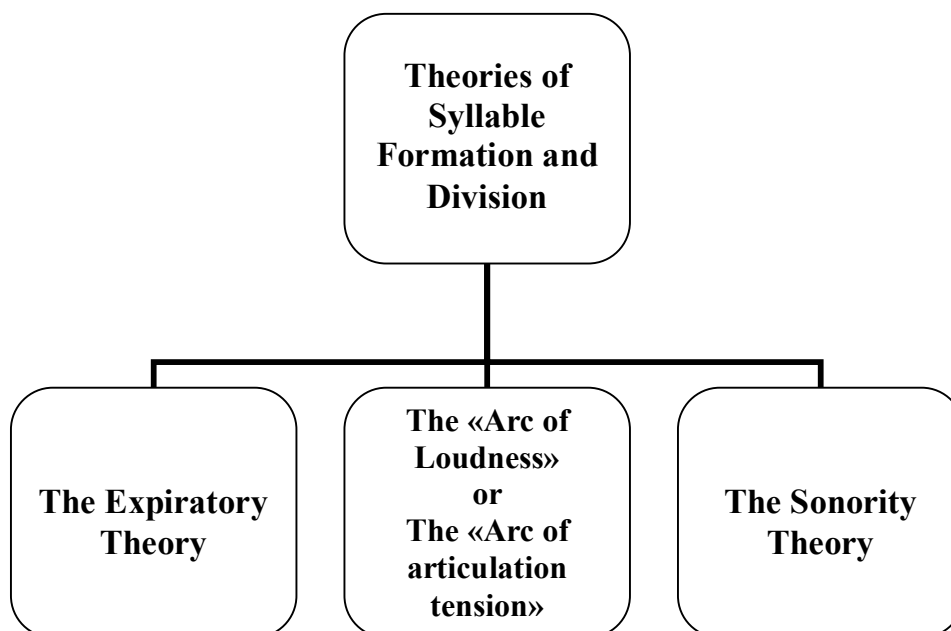 Theories of
Syllable
Formation and
Division
The Expiratory
Theory
The «Arc of
Loudness»
or
The «Arc of
articulation
tension»
The Sonority
Theory